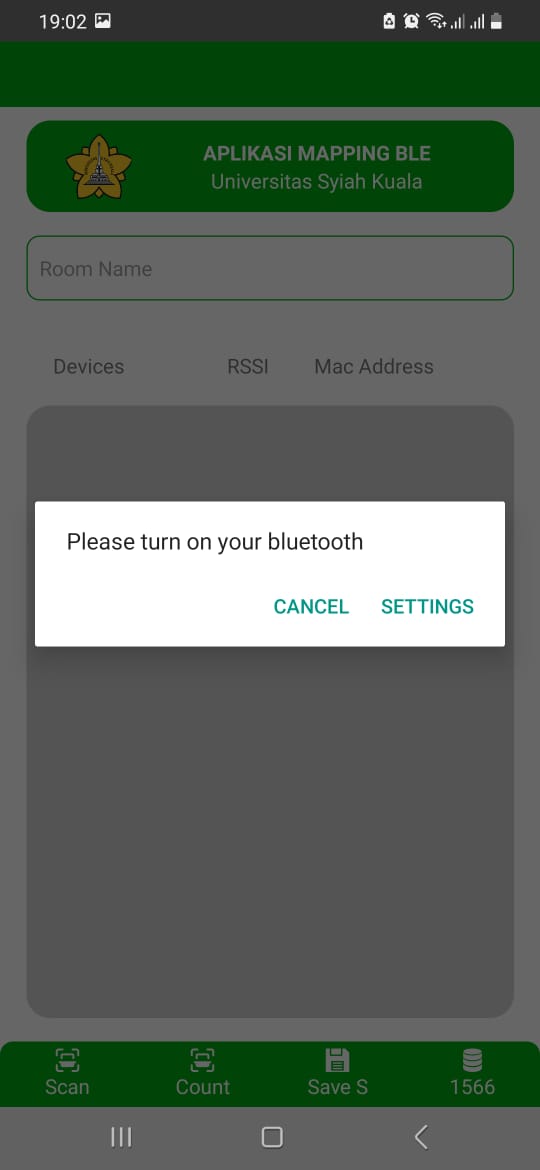 19:02
APLIKASI MAPPING BLE
Universitas Syiah Kuala
Room Name
Devices RSSI Mac Address
Please turn on your bluetooth
CANCEL SETTINGS
Scan Count Save S 1566